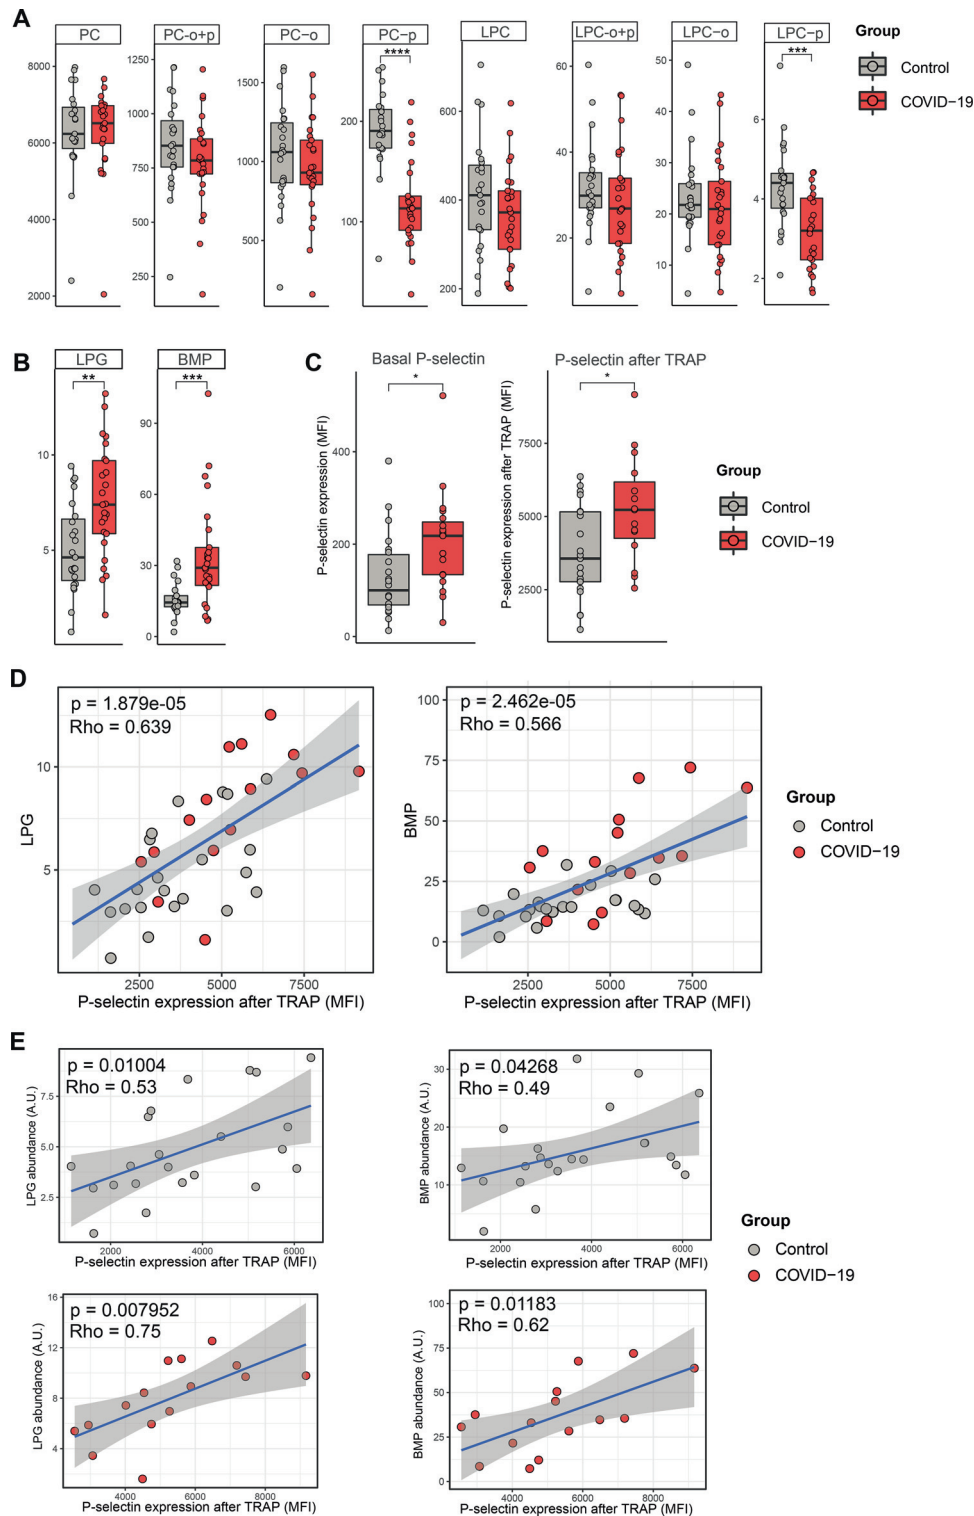 A
PC
PC-o+p
PC-o
PC-p
LPC
LPC-o+p
LPC-o
LPC-p
Group
Control
COVID-19
8000
6000
4000
2000
1250
1000
750
500
250
1500
1000
500
****
200
100
600
400
200
60
40
20
50
40
30
20
10
***
6
4
2
B
LPG
BMP
**
***
10
5
90
60
30
0
C
Basal P-selectin
P-selectin after TRAP
*
*
P-selectin expression (MFI)
400
200
0
P-selectin expression after TRAP (MFI)
7500
5000
2500
Group
Control
COVID-19
D
p = 1.879e-05
Rho = 0.639
LPG
10
5
2500 5000 7500
P-selectin expression after TRAP (MFI)
p = 2.462e-05
Rho = 0.566
BMP
100
75
50
25
0
2500 5000 7500
P-selectin expression after TRAP (MFI)
Group
Control
COVID-19
E
p = 0.01004
Rho = 0.53
LPG abundance (A.U.)
7.5
5.0
2.5
2000 4000 6000
P-selectin expression after TRAP (MFI)
p = 0.04268
Rho = 0.49
BMP abundance (A.U.)
30
20
10
2000 4000 6000
P-selectin expression after TRAP (MFI)
Group
Control
COVID-19
p = 0.007952
Rho = 0.75
LPG abundance (A.U.)
16
12
8
4
4000 6000 8000
P-selectin expression after TRAP (MFI)
p = 0.01183
Rho = 0.62
BMP abundance (A.U.)
100
75
50
25
0
4000 6000 8000
P-selectin expression after TRAP (MFI)